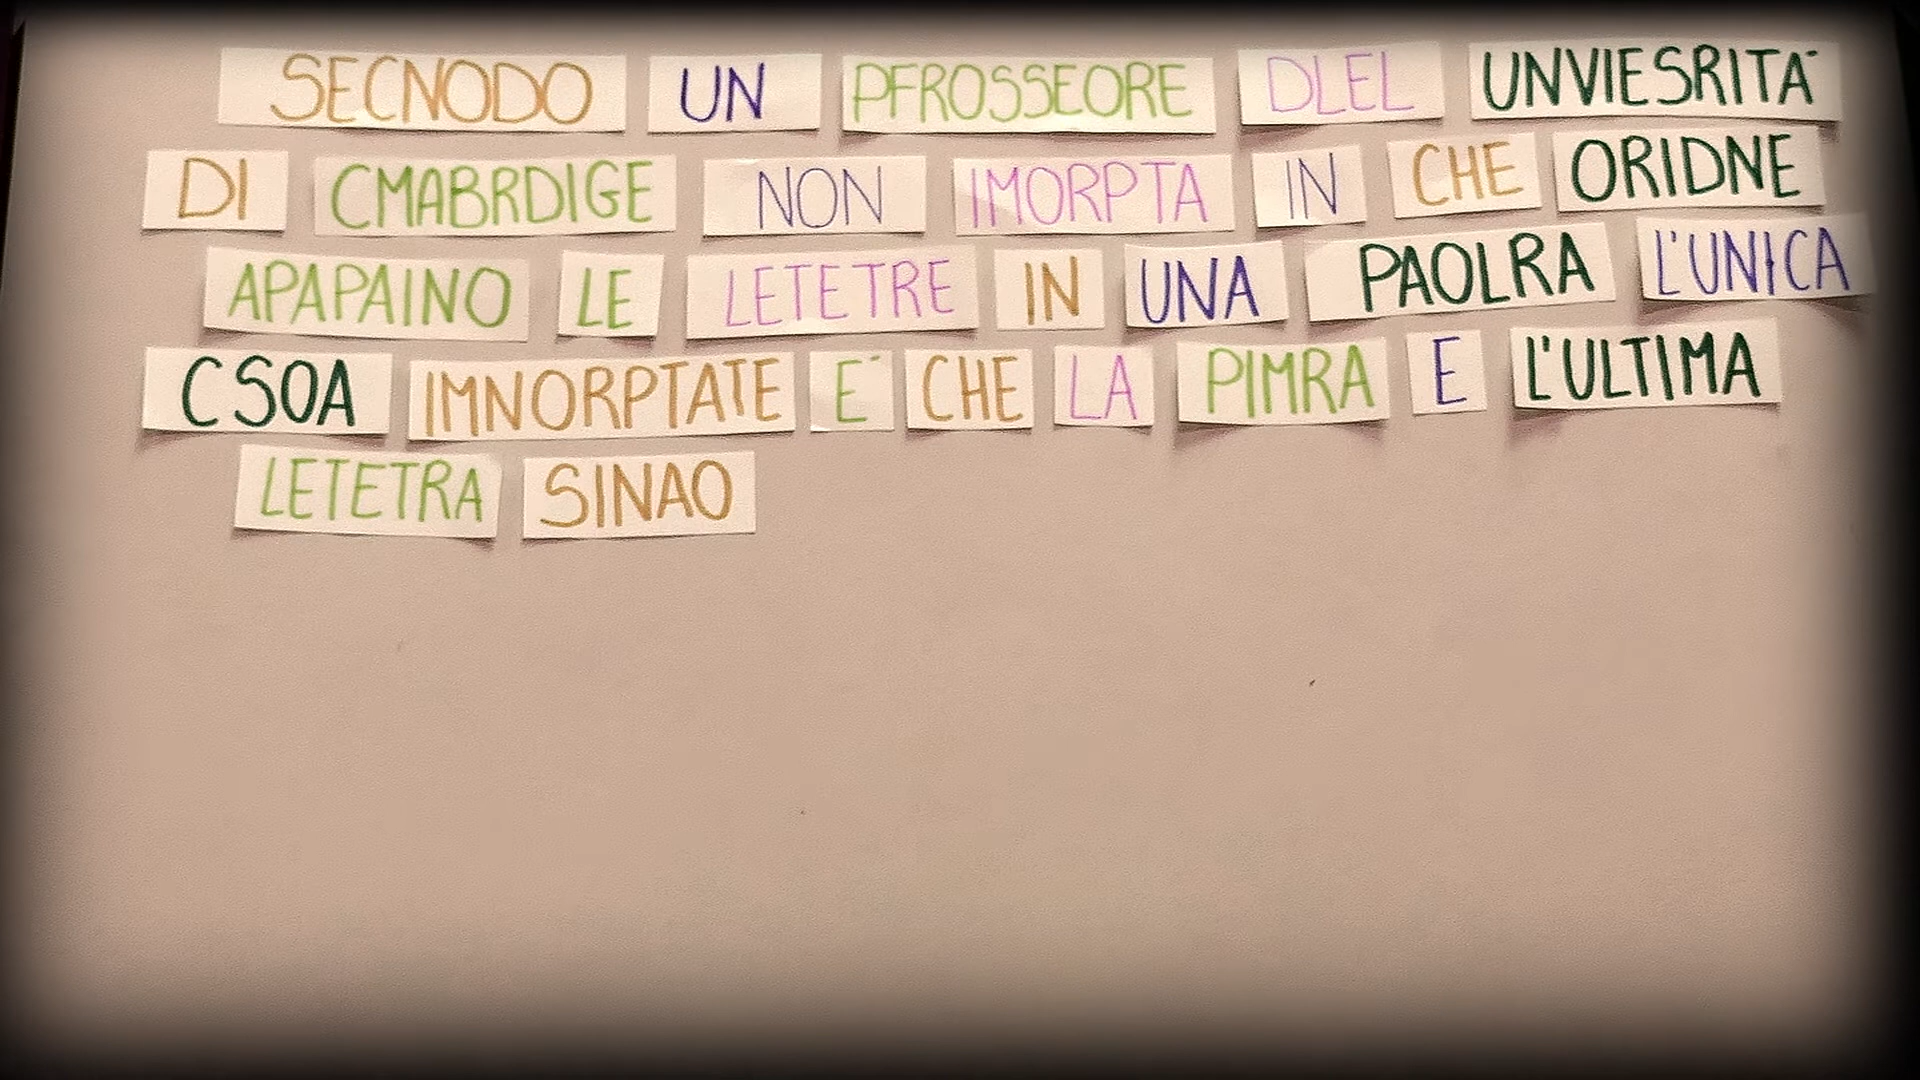 SECNODO UN PFROSSEORE DLEL UNVIESRITA'
DI CMABRDIGE NON IMORPTA IN CHE ORIDNE
APAPAINO LE LETETRE IN UNA PAOLRA L'UNICA
CSOA IMNORPTATE E' CHE LA PIMRA E L'ULTIMA
LETETRA SINAO